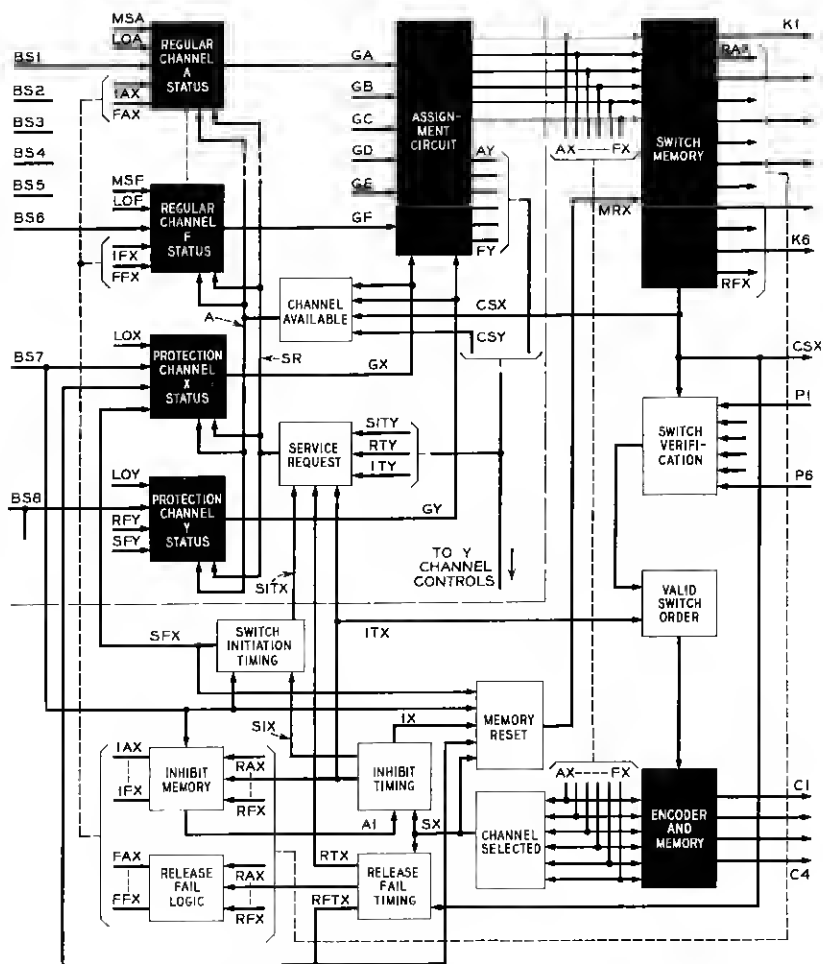 MSA
LOA
BS1
IAX
FAX
REGULAR
CHANNEL
A
STATUS
GA
BS2
GB
BS3
GC
BS4
GD
BS5
GE
ASSIGN-
MENT
CIRCUIT
AY
FY
K1
RAX
AX----FX
SWITCH
MEMORY
MRX
K6
RFX
MSF
LOF
BS6
IFX
FFX
REGULAR
CHANNEL
F
STATUS
GF
CHANNEL
AVAILABLE
CSX
CSY
A
SR
CSX
LOX
BS7
PROTECTION
CHANNEL
X
STATUS
GX
P1
SWITCH
VERIFI-
CATION
P6
SERVICE
REQUEST
SITY
RTY
ITY
LOY
BS8
RFY
SFY
PROTECTION
CHANNEL
Y
STATUS
GY
TO Y
CHANNEL
CONTROLS
SITX
VALID
SWITCH
ORDER
SFX
SWITCH
INITIATION
TIMING
ITX
SIX
IX
MEMORY
RESET
IAX
IFX
INHIBIT
MEMORY
RAX
RFX
INHIBIT
TIMING
AI
SX
AX----FX
CHANNEL
SELECTED
ENCODER
AND
MEMORY
C1
C4
FAX
FFX
RELEASE
FAIL
LOGIC
RAX
RFX
RTX
RFTX
RELEASE
FAIL
TIMING